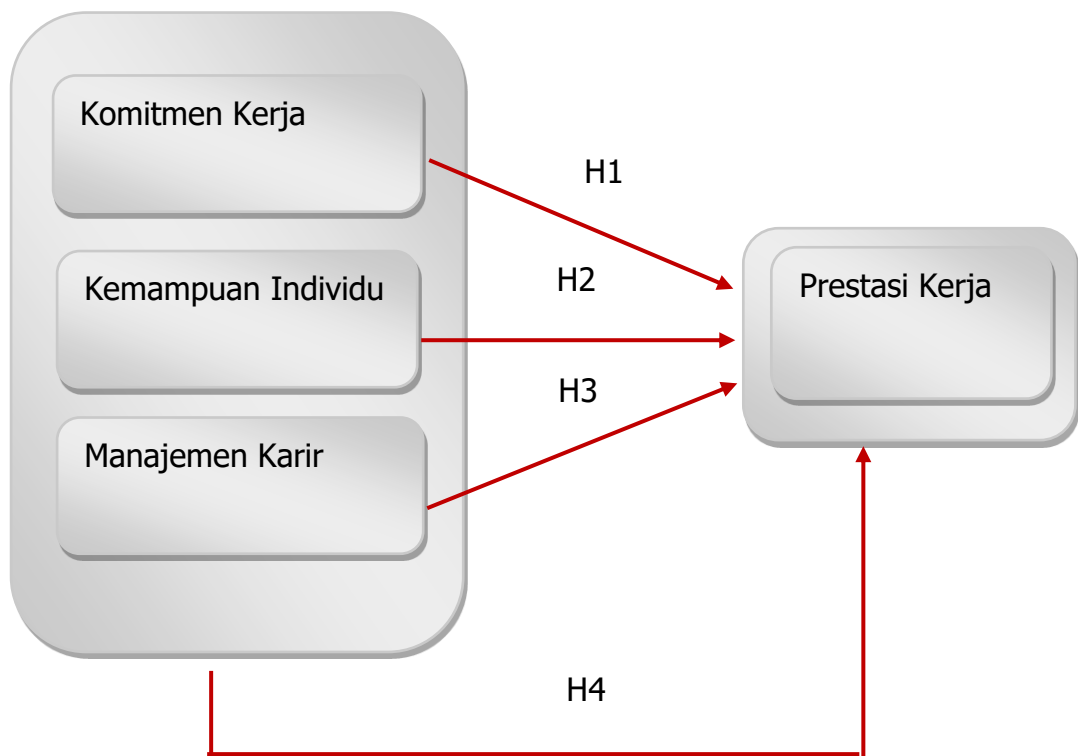 Komitmen Kerja
H1
Kemampuan Individu
H2
Prestasi Kerja
H3
Manajemen Karir
H4